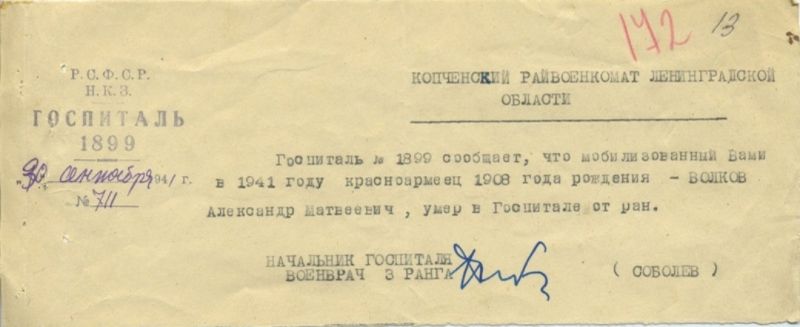 172 13
Р.С.Ф.С.Р.
Н.К.З.
ГОСПИТАЛЬ
1899
"30" сентября 1941 г.
№ 711
КОПЧЕНСКИЙ РАЙВОЕНКОМАТ ЛЕНИНГРАДСКОЙ
ОБЛАСТИ
Госпиталь № 1899 сообщает, что мобилизованный Вами
в 1941 году красноармеец 1908 года рождения - ВОЛКОВ
Александр Матвеевич , умер в Госпитале от ран.
НАЧАЛЬНИК ГОСПИТАЛЯ
ВОЕНВРАЧ 3 РАНГА
( СОБОЛЕВ )